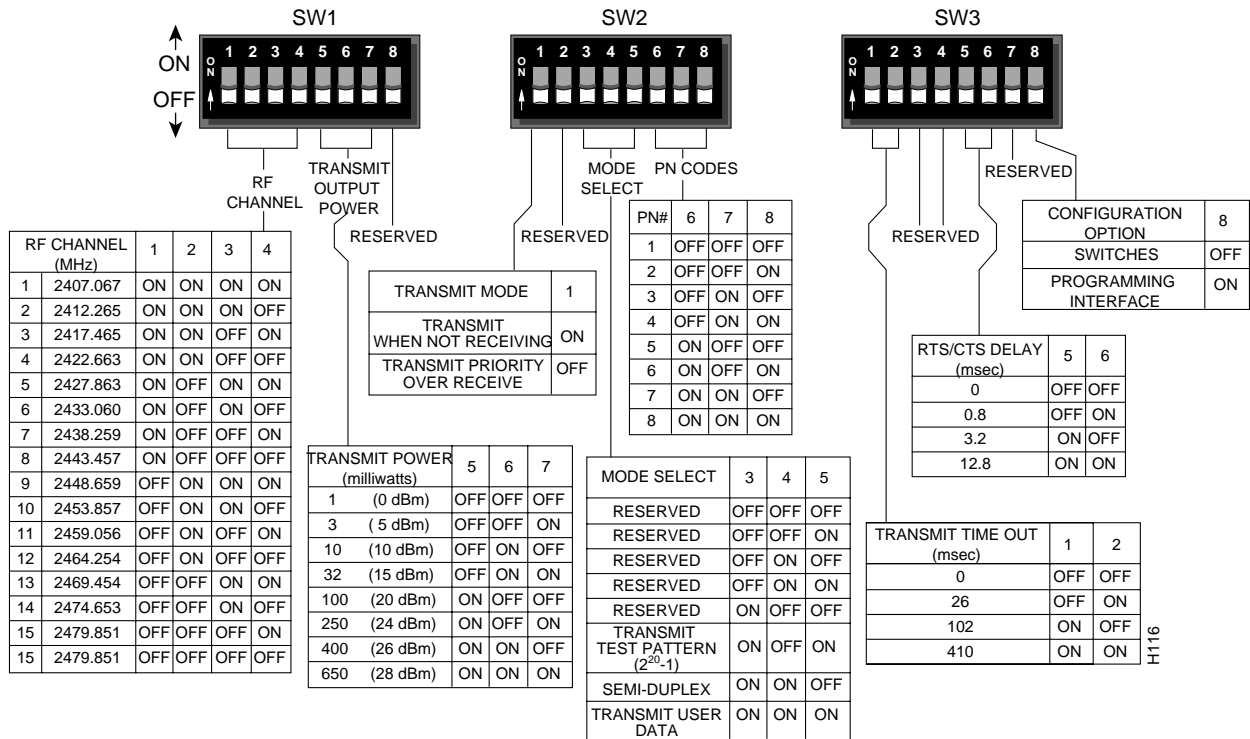 SW1
SW2
SW3
ON
OFF
ON 1 2 3 4 5 6 7 8
ON 1 2 3 4 5 6 7 8
ON 1 2 3 4 5 6 7 8
RF
CHANNEL
TRANSMIT
OUTPUT
POWER
RESERVED
RF CHANNEL
(MHz) 1 2 3 4
1 2407.067 ON ON ON ON
2 2412.265 ON ON ON OFF
3 2417.465 ON ON OFF ON
4 2422.663 ON ON OFF OFF
5 2427.863 ON OFF ON ON
6 2433.060 ON OFF ON OFF
7 2438.259 ON OFF OFF ON
8 2443.457 ON OFF OFF OFF
9 2448.659 OFF ON ON ON
10 2453.857 OFF ON ON OFF
11 2459.056 OFF ON OFF ON
12 2464.254 OFF ON OFF OFF
13 2469.454 OFF OFF ON ON
14 2474.653 OFF OFF ON OFF
15 2479.851 OFF OFF OFF ON
15 2479.851 OFF OFF OFF OFF
TRANSMIT POWER
(milliwatts) 5 6 7
1 (0 dBm) OFF OFF OFF
3 ( 5 dBm) OFF OFF ON
10 (10 dBm) OFF ON OFF
32 (15 dBm) OFF ON ON
100 (20 dBm) ON OFF OFF
250 (24 dBm) ON OFF ON
400 (26 dBm) ON ON OFF
650 (28 dBm) ON ON ON
RESERVED
MODE
SELECT
PN CODES
TRANSMIT MODE 1
TRANSMIT
WHEN NOT RECEIVING ON
TRANSMIT PRIORITY
OVER RECEIVE OFF
PN# 6 7 8
1 OFF OFF OFF
2 OFF OFF ON
3 OFF ON OFF
4 OFF ON ON
5 ON OFF OFF
6 ON OFF ON
7 ON ON OFF
8 ON ON ON
MODE SELECT 3 4 5
RESERVED OFF OFF OFF
RESERVED OFF OFF ON
RESERVED OFF ON OFF
RESERVED OFF ON ON
RESERVED ON OFF OFF
TRANSMIT
TEST PATTERN
(2²⁰-1) ON OFF ON
SEMI-DUPLEX ON ON OFF
TRANSMIT USER
DATA ON ON ON
RESERVED
RESERVED
CONFIGURATION
OPTION 8
SWITCHES OFF
PROGRAMMING
INTERFACE ON
RTS/CTS DELAY
(msec) 5 6
0 OFF OFF
0.8 OFF ON
3.2 ON OFF
12.8 ON ON
TRANSMIT TIME OUT
(msec) 1 2
0 OFF OFF
26 OFF ON
102 ON OFF
410 ON ON
H116